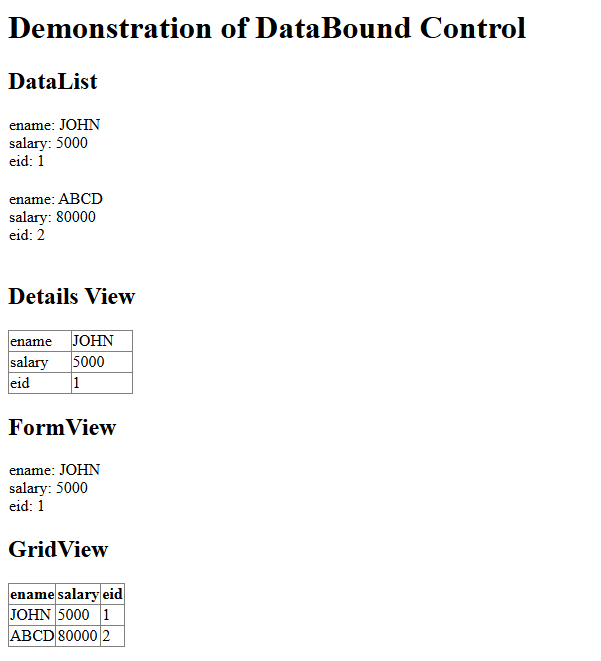 Demonstration of DataBound Control
DataList
ename: JOHN
salary: 5000
eid: 1
ename: ABCD
salary: 80000
eid: 2
Details View
ename JOHN
salary 5000
eid 1
FormView
ename: JOHN
salary: 5000
eid: 1
GridView
ename salary eid
JOHN 5000 1
ABCD 80000 2